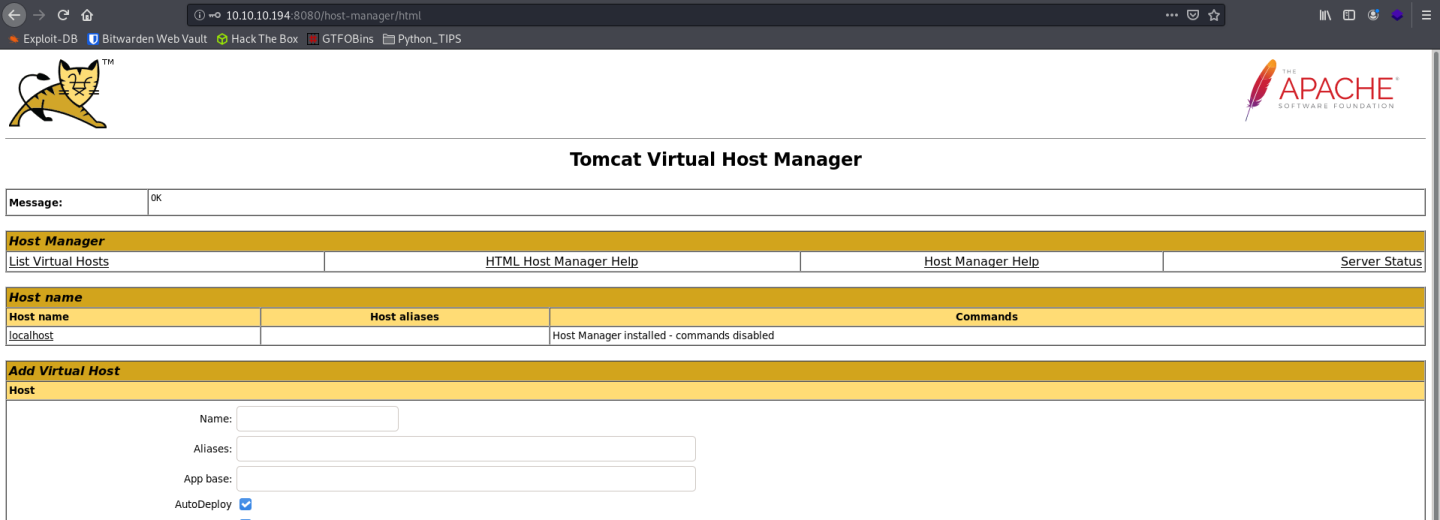 10.10.10.194:8080/host-manager/html
Exploit-DB Bitwarden Web Vault Hack The Box GTFOBins Python_TIPS
TM
THE
APACHE®
SOFTWARE FOUNDATION
Tomcat Virtual Host Manager
Message: OK
Host Manager
List Virtual Hosts HTML Host Manager Help Host Manager Help Server Status
Host name
Host name Host aliases Commands
localhost Host Manager installed - commands disabled
Add Virtual Host
Host
Name:
Aliases:
App base:
AutoDeploy